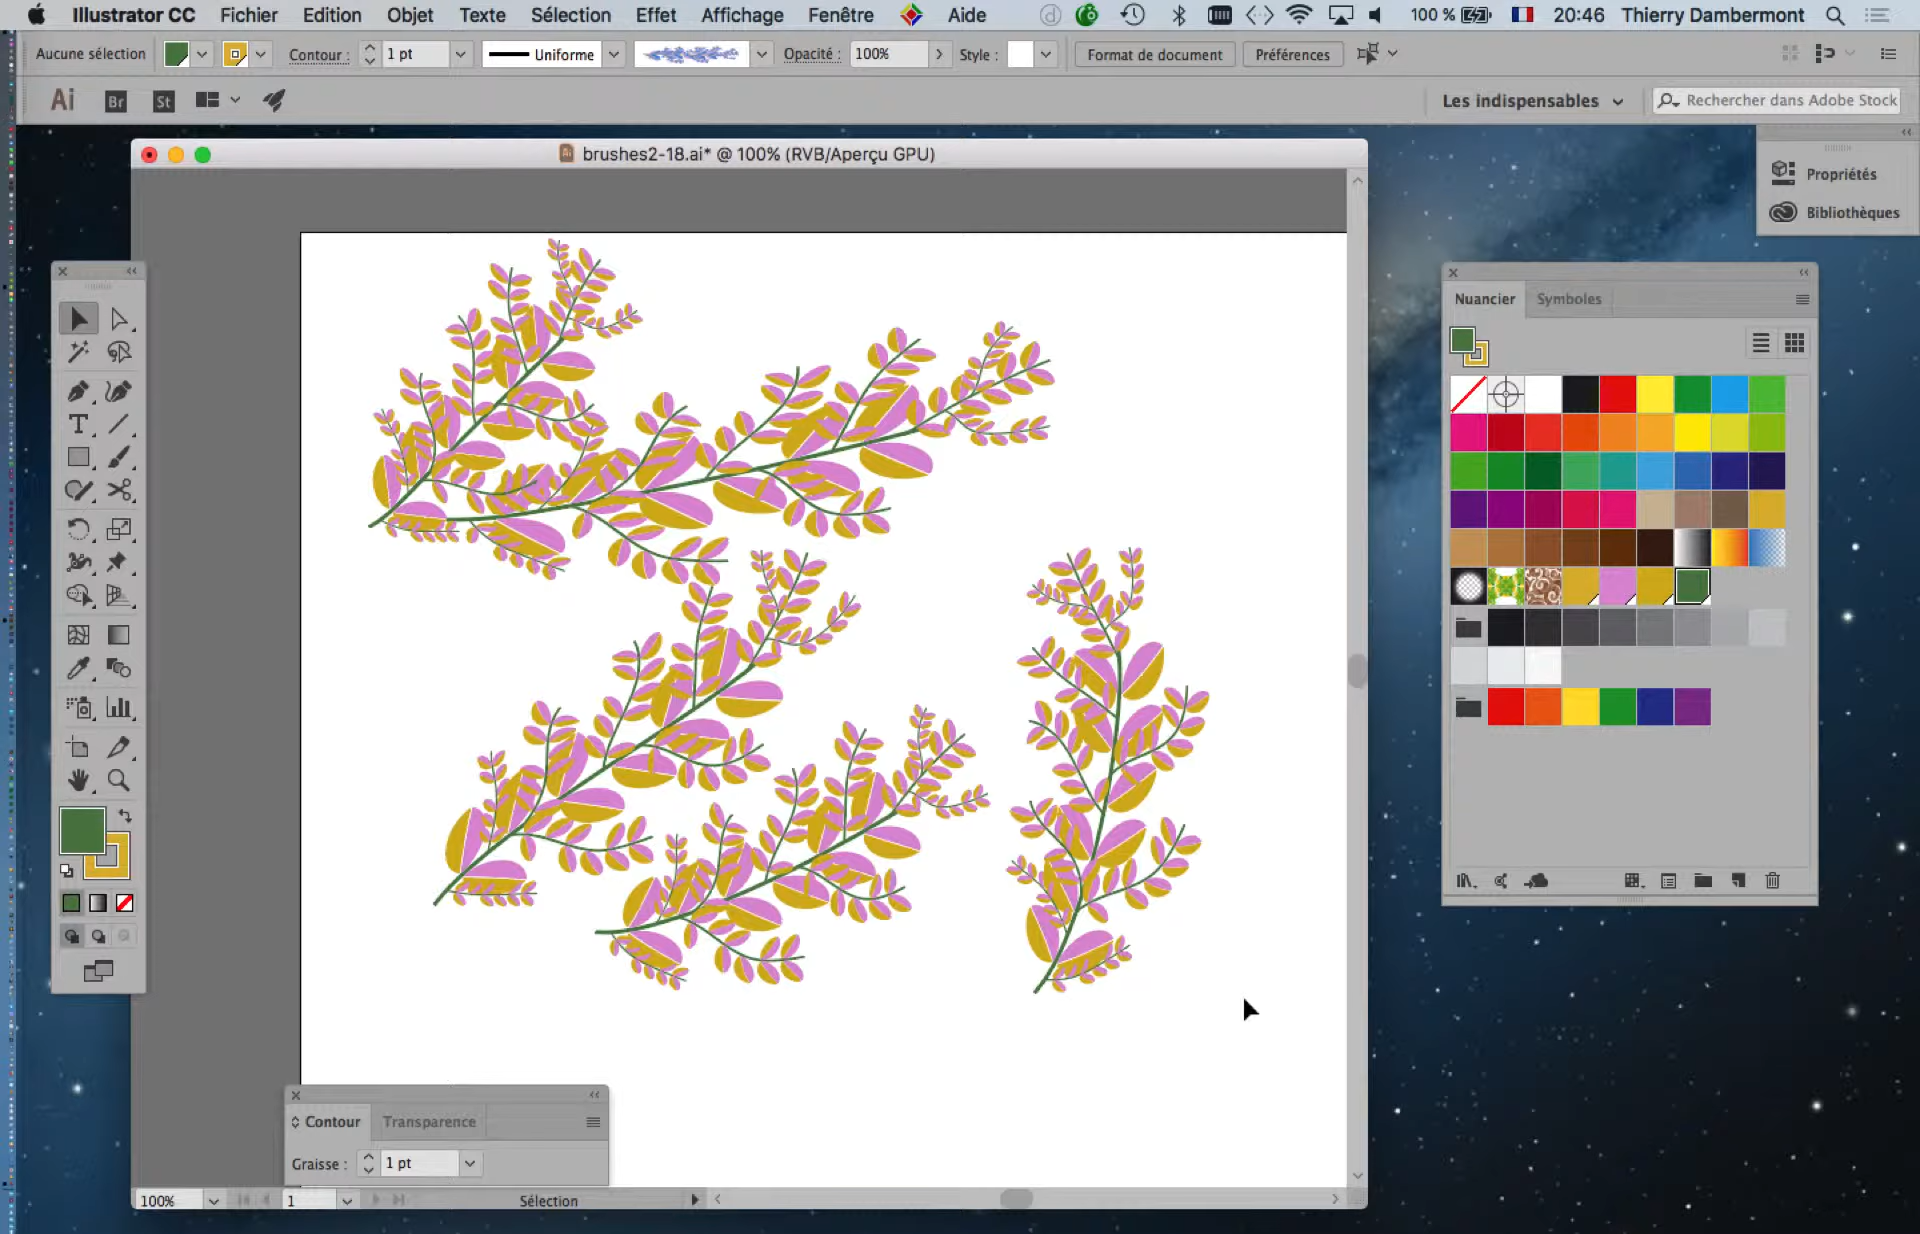 Illustrator CC Fichier Edition Objet Texte Sélection Effet Affichage Fenêtre Aide 100 % 20:46 Thierry Dambermont
Aucune sélection Contour : 1 pt Uniforme Opacité : 100% Style : Format de document Préférences
Ai Br St Les indispensables Rechercher dans Adobe Stock
brushes2-18.ai* @ 100% (RVB/Aperçu GPU)
Propriétés
Bibliothèques
Nuancier Symboles
T
Contour Transparence
Graisse : 1 pt
100% 1 Sélection